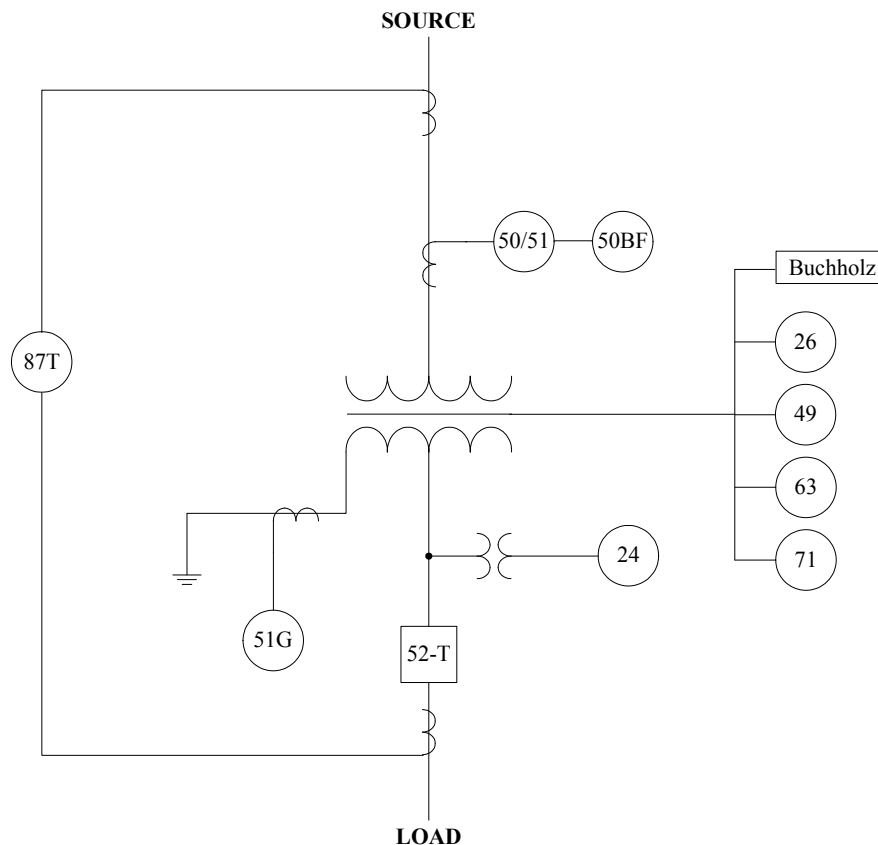 SOURCE
50/51
50BF
Buchholz
26
87T
49
63
24
71
51G
52-T
LOAD